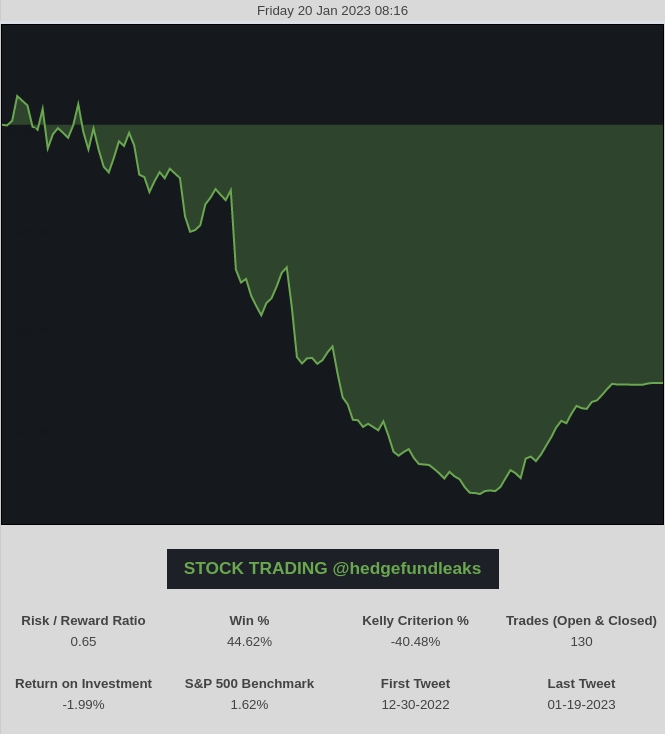 Friday 20 Jan 2023 08:16
STOCK TRADING @hedgefundleaks
Risk / Reward Ratio Win % Kelly Criterion % Trades (Open & Closed)
0.65 44.62% -40.48% 130
Return on Investment S&P 500 Benchmark First Tweet Last Tweet
-1.99% 1.62% 12-30-2022 01-19-2023